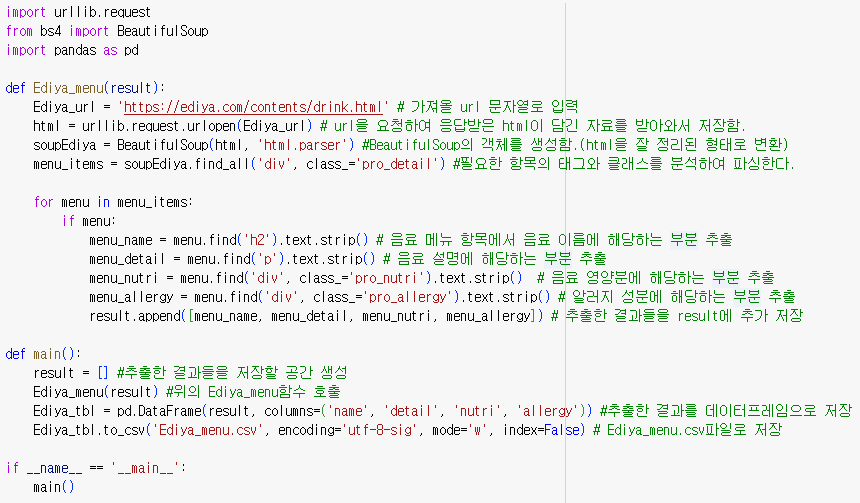 import urllib.request
from bs4 import BeautifulSoup
import pandas as pd
def Ediya_menu(result):
Ediya_url = 'https://ediya.com/contents/drink.html' # 가져올 url 문자열로 입력
html = urllib.request.urlopen(Ediya_url) # url을 요청하여 응답받은 html이 담긴 자료를 받아와서 저장함.
soupEdiya = BeautifulSoup(html, 'html.parser') #BeautifulSoup의 객체를 생성함.(html을 잘 정리된 형태로 변환)
menu_items = soupEdiya.find_all('div', class_='pro_detail') #필요한 항목의 태그와 클래스를 분석하여 파싱한다.
for menu in menu_items:
if menu:
menu_name = menu.find('h2').text.strip() # 음료 메뉴 항목에서 음료 이름에 해당하는 부분 추출
menu_detail = menu.find('p').text.strip() # 음료 설명에 해당하는 부분 추출
menu_nutri = menu.find('div', class_='pro_nutri').text.strip()  # 음료 영양분에 해당하는 부분 추출
menu_allergy = menu.find('div', class_='pro_allergy').text.strip() # 알러지 성분에 해당하는 부분 추출
result.append([menu_name, menu_detail, menu_nutri, menu_allergy]) # 추출한 결과들을 result에 추가 저장
def main():
result = [] #추출한 결과들을 저장할 공간 생성
Ediya_menu(result) #위의 Ediya_menu함수 호출
Ediya_tbl = pd.DataFrame(result, columns=('name', 'detail', 'nutri', 'allergy')) #추출한 결과를 데이터프레임으로 저장
Ediya_tbl.to_csv('Ediya_menu.csv', encoding='utf-8-sig', mode='w', index=False) # Ediya_menu.csv파일로 저장
if __name__ == '__main__':
main()